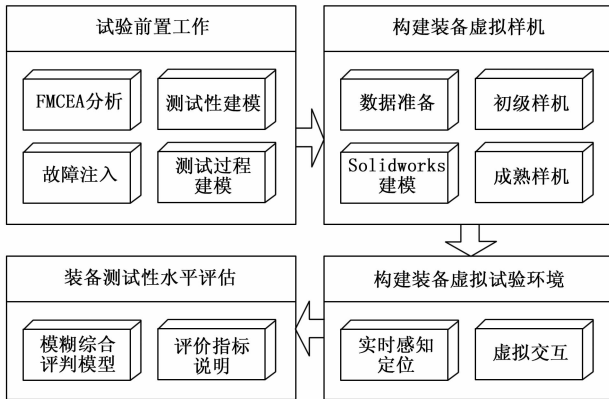 试验前置工作
FMCEA分析
测试性建模
故障注入
测试过程
建模
构建装备虚拟样机
数据准备
初级样机
Solidworks
建模
成熟样机
构建装备虚拟试验环境
实时感知
定位
虚拟交互
装备测试性水平评估
模糊综合
评判模型
评价指标
说明